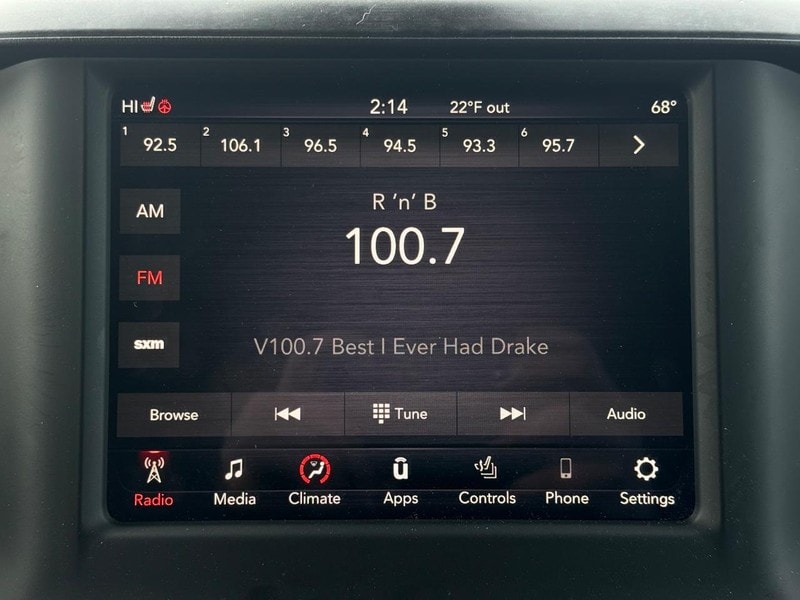 HI 2:14 22°F out 68°
1 92.5 2 106.1 3 96.5 4 94.5 5 93.3 6 95.7
R 'n' B
AM
100.7
FM
sxm
V100.7 Best I Ever Had Drake
Browse Tune Audio
Radio Media Climate Apps Controls Phone Settings